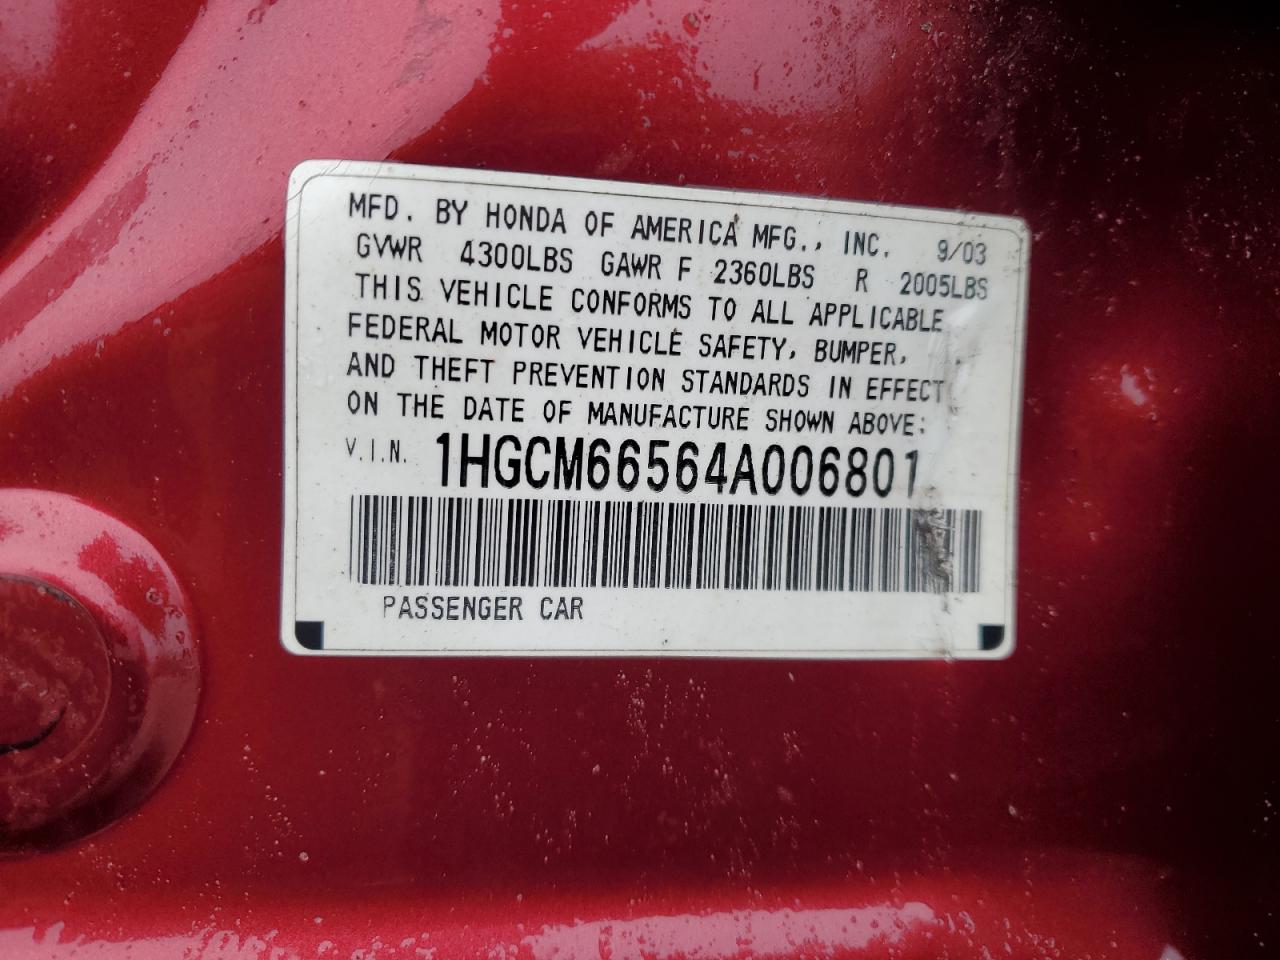 MFD. BY HONDA OF AMERICA MFG., INC. 9/03
GVWR 4300LBS GAWR F 2360LBS R 2005LBS
THIS VEHICLE CONFORMS TO ALL APPLICABLE
FEDERAL MOTOR VEHICLE SAFETY, BUMPER,
AND THEFT PREVENTION STANDARDS IN EFFECT
ON THE DATE OF MANUFACTURE SHOWN ABOVE:
V.I.N. 1HGCM66564A006801
PASSENGER CAR